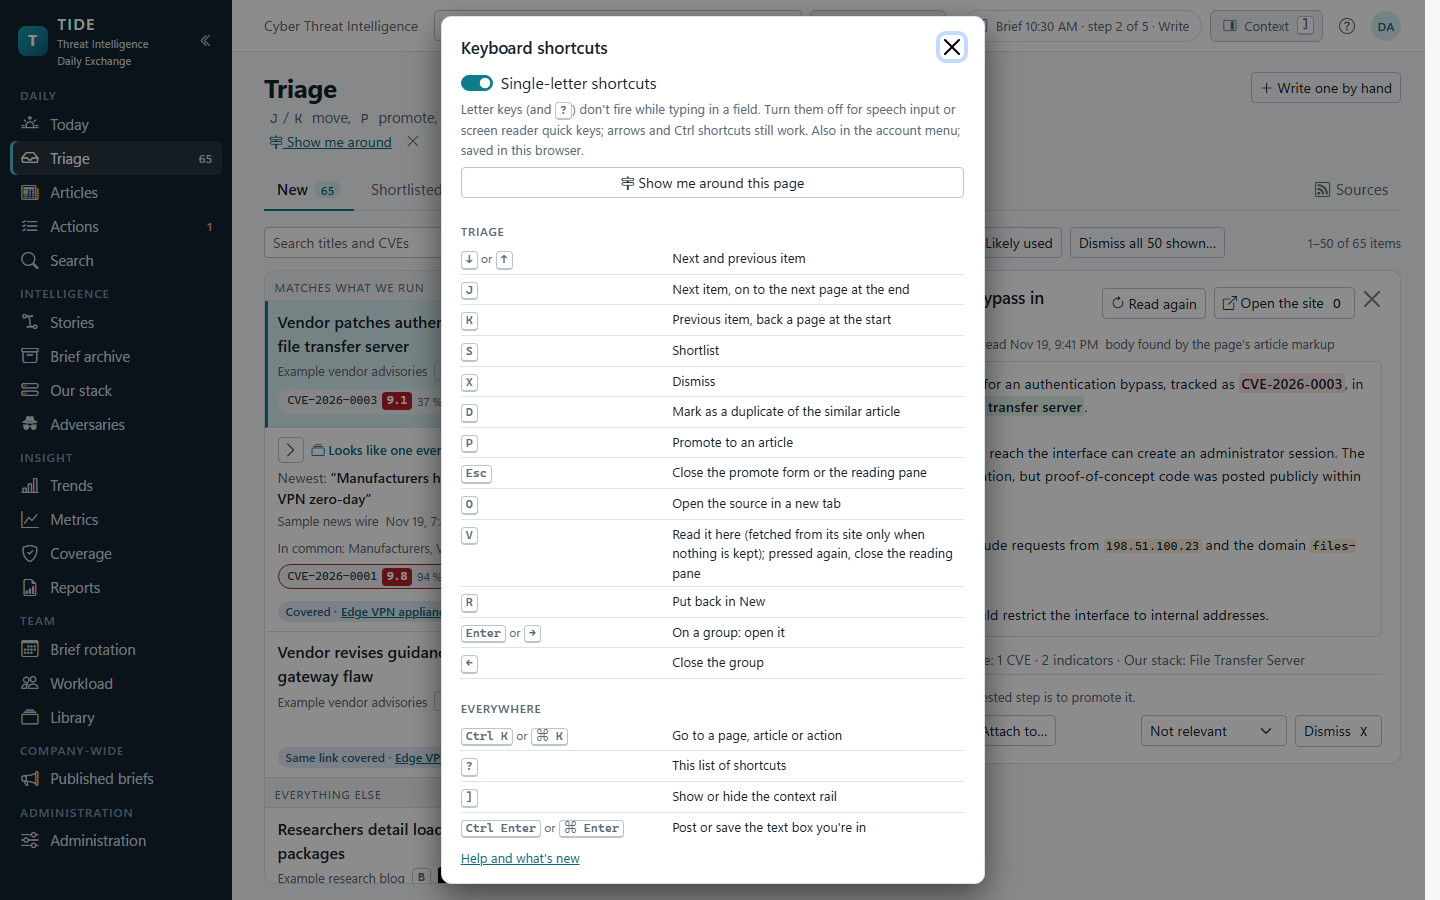 TIDE
Threat Intelligence
Daily Exchange
DAILY
Today
Triage 65
Articles
Actions 1
Search
INTELLIGENCE
Stories
Brief archive
Our stack
Adversaries
INSIGHT
Trends
Metrics
Coverage
Reports
TEAM
Brief rotation
Workload
Library
COMPANY-WIDE
Published briefs
ADMINISTRATION
Administration
Cyber Threat Intelligence
Brief 10:30 AM · step 2 of 5 · Write
Context ]
? DA
Triage
+ Write one by hand
J / K move, P promote,
Show me around
New 65 Shortlisted
Sources
Search titles and CVEs
Likely used
Dismiss all 50 shown...
1–50 of 65 items
MATCHES WHAT WE RUN
Vendor patches
file transfer server
Example vendor advisories
CVE-2026-0003 9.1 37 %
Looks like one
Newest: “Manufacturers
VPN zero-day”
Sample news wire Nov 19,
In common: Manufacturers,
CVE-2026-0001 9.8 94 %
Covered · Edge VPN
Vendor revises
gateway flaw
Example vendor advisories
Same link covered · Edge
EVERYTHING ELSE
Researchers detail
packages
Example research blog B
in
Read again
Open the site O
Nov 19, 9:41 PM body found by the page's article markup
for an authentication bypass, tracked as CVE-2026-0003, in
transfer server.
reach the interface can create an administrator session. The
but proof-of-concept code was posted publicly within
requests from 198.51.100.23 and the domain files-
restrict the interface to internal addresses.
1 CVE · 2 indicators · Our stack: File Transfer Server
step is to promote it.
Attach to...
Not relevant
Dismiss X
Keyboard shortcuts
Single-letter shortcuts
Letter keys (and ?) don't fire while typing in a field. Turn them off for speech input or
screen reader quick keys; arrows and Ctrl shortcuts still work. Also in the account menu;
saved in this browser.
Show me around this page
TRIAGE
↓ or ↑ Next and previous item
J Next item, on to the next page at the end
K Previous item, back a page at the start
S Shortlist
X Dismiss
D Mark as a duplicate of the similar article
P Promote to an article
Esc Close the promote form or the reading pane
O Open the source in a new tab
V Read it here (fetched from its site only when
nothing is kept); pressed again, close the reading
pane
R Put back in New
Enter or → On a group: open it
← Close the group
EVERYWHERE
Ctrl K or ⌘ K Go to a page, article or action
? This list of shortcuts
] Show or hide the context rail
Ctrl Enter or ⌘ Enter Post or save the text box you're in
Help and what's new